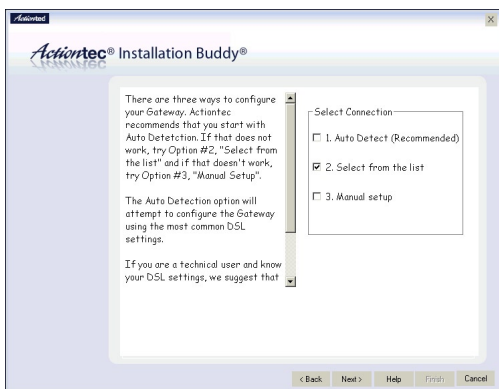 Actiontec
Actiontec® Installation Buddy®
There are three ways to configure
your Gateway. Actiontec
recommends that you start with
Auto Detetction. If that does not
work, try Option #2, "Select from
the list" and if that doesn't work,
try Option #3, "Manual Setup".
The Auto Detection option will
attempt to configure the Gateway
using the most common DSL
settings.
If you are a technical user and know
your DSL settings, we suggest that
Select Connection
1. Auto Detect (Recommended)
2. Select from the list
3. Manual setup
< Back Next > Help Finish Cancel